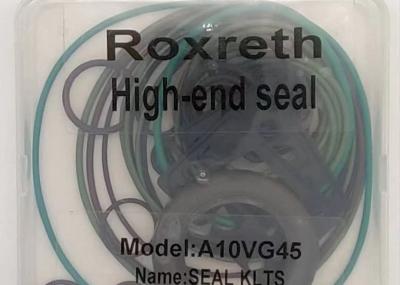 Roxreth
High-end seal
Model:A10VG45
Name:SEAL KLTS